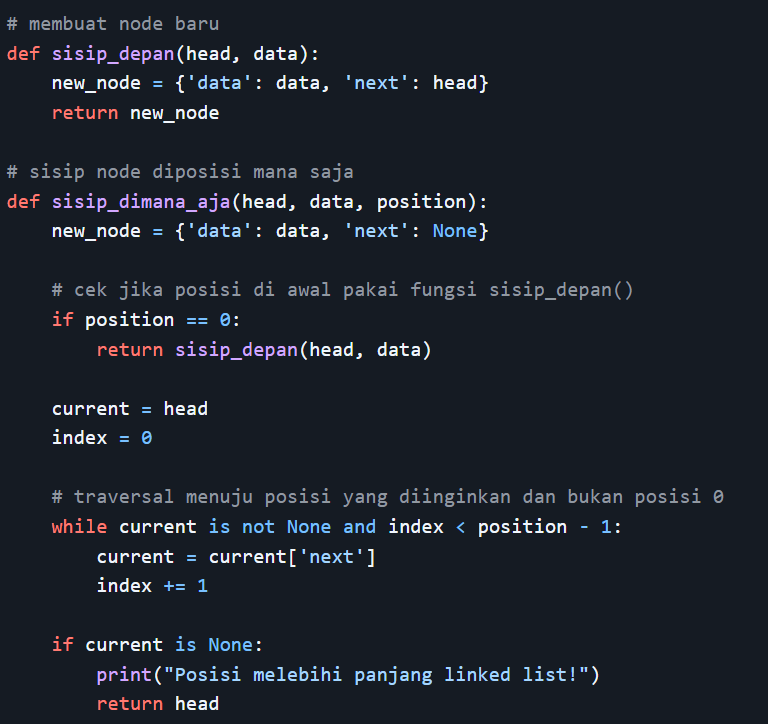 # membuat node baru
def sisip_depan(head, data):
    new_node = {'data': data, 'next': head}
    return new_node

# sisip node diposisi mana saja
def sisip_dimana_aja(head, data, position):
    new_node = {'data': data, 'next': None}

    # cek jika posisi di awal pakai fungsi sisip_depan()
    if position == 0:
        return sisip_depan(head, data)

    current = head
    index = 0

    # traversal menuju posisi yang diinginkan dan bukan posisi 0
    while current is not None and index < position - 1:
        current = current['next']
        index += 1

    if current is None:
        print("Posisi melebihi panjang linked list!")
        return head